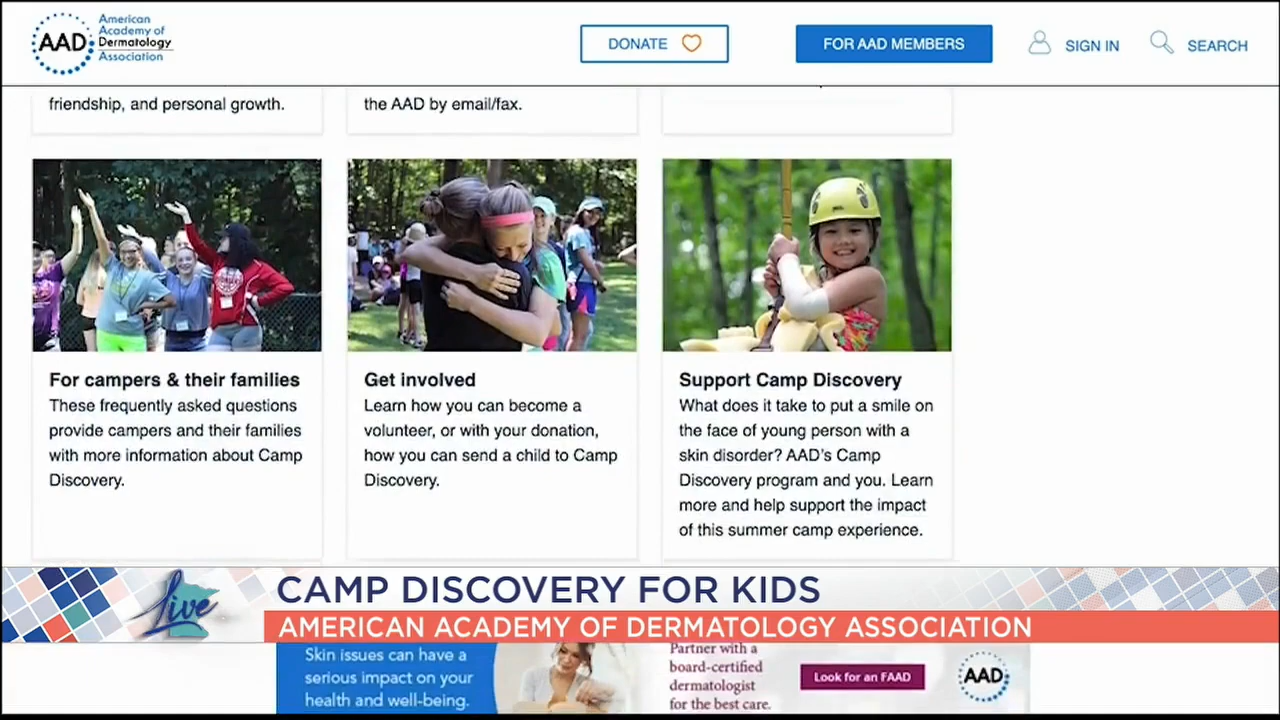 AAD
American
Academy of
Dermatology
Association
DONATE
FOR AAD MEMBERS
SIGN IN
SEARCH
friendship, and personal growth.
the AAD by email/fax.
For campers & their families
These frequently asked questions
provide campers and their families
with more information about Camp
Discovery.
Get involved
Learn how you can become a
volunteer, or with your donation,
how you can send a child to Camp
Discovery.
Support Camp Discovery
What does it take to put a smile on
the face of young person with a
skin disorder? AAD's Camp
Discovery program and you. Learn
more and help support the impact
of this summer camp experience.
Live
CAMP DISCOVERY FOR KIDS
AMERICAN ACADEMY OF DERMATOLOGY ASSOCIATION
Skin issues can have a
serious impact on your
health and well-being.
Partner with a
board-certified
dermatologist
for the best care.
Look for an FAAD
AAD